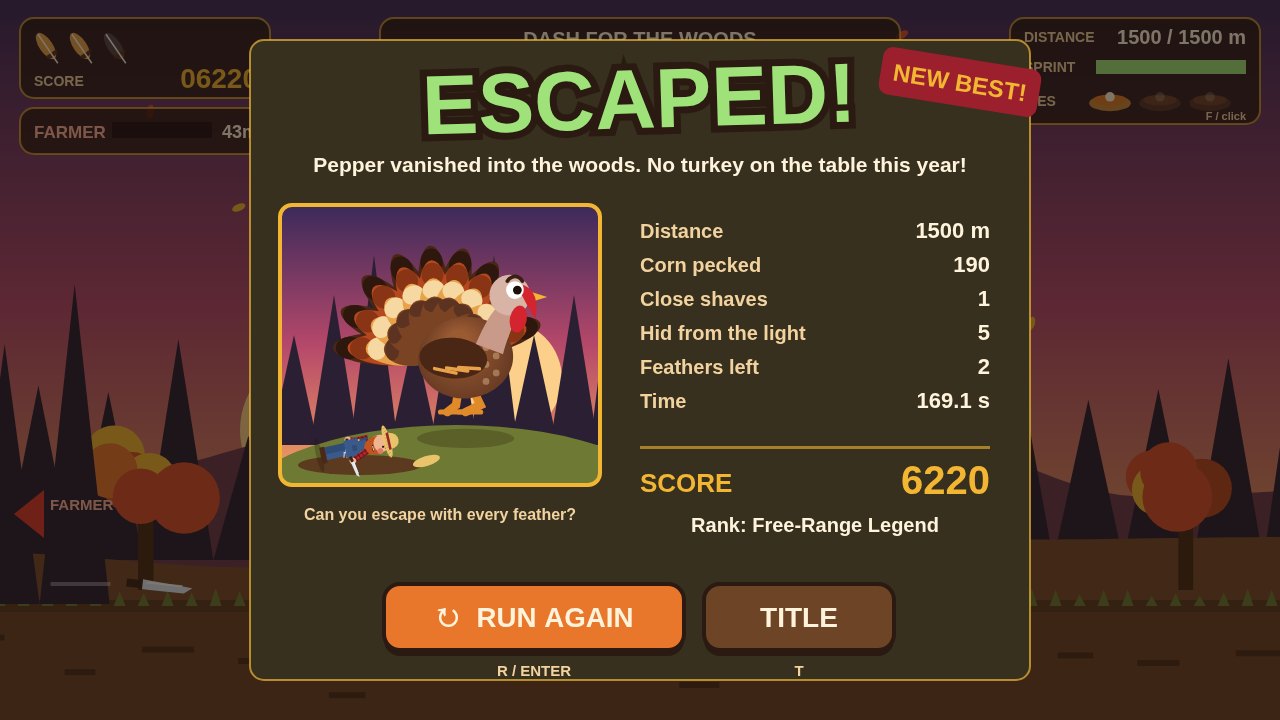 DASH FOR THE WOODS
SCORE
06220
FARMER
43m
DISTANCE
1500 / 1500 m
F / click
ESCAPED!
NEW BEST!
Pepper vanished into the woods. No turkey on the table this year!
Distance 1500 m
Corn pecked 190
Close shaves 1
Hid from the light 5
Feathers left 2
Time 169.1 s
SCORE 6220
Rank: Free-Range Legend
Can you escape with every feather?
FARMER
↻ RUN AGAIN
TITLE
R / ENTER
T